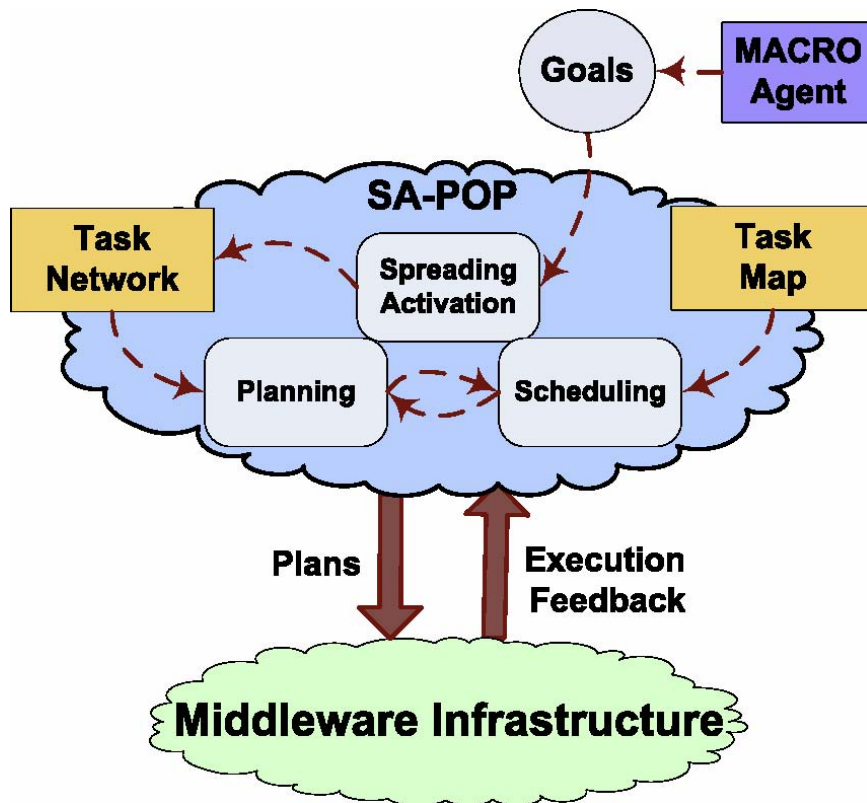 Goals
MACRO
Agent
SA-POP
Task
Network
Spreading
Activation
Task
Map
Planning
Scheduling
Plans
Execution
Feedback
Middleware Infrastructure